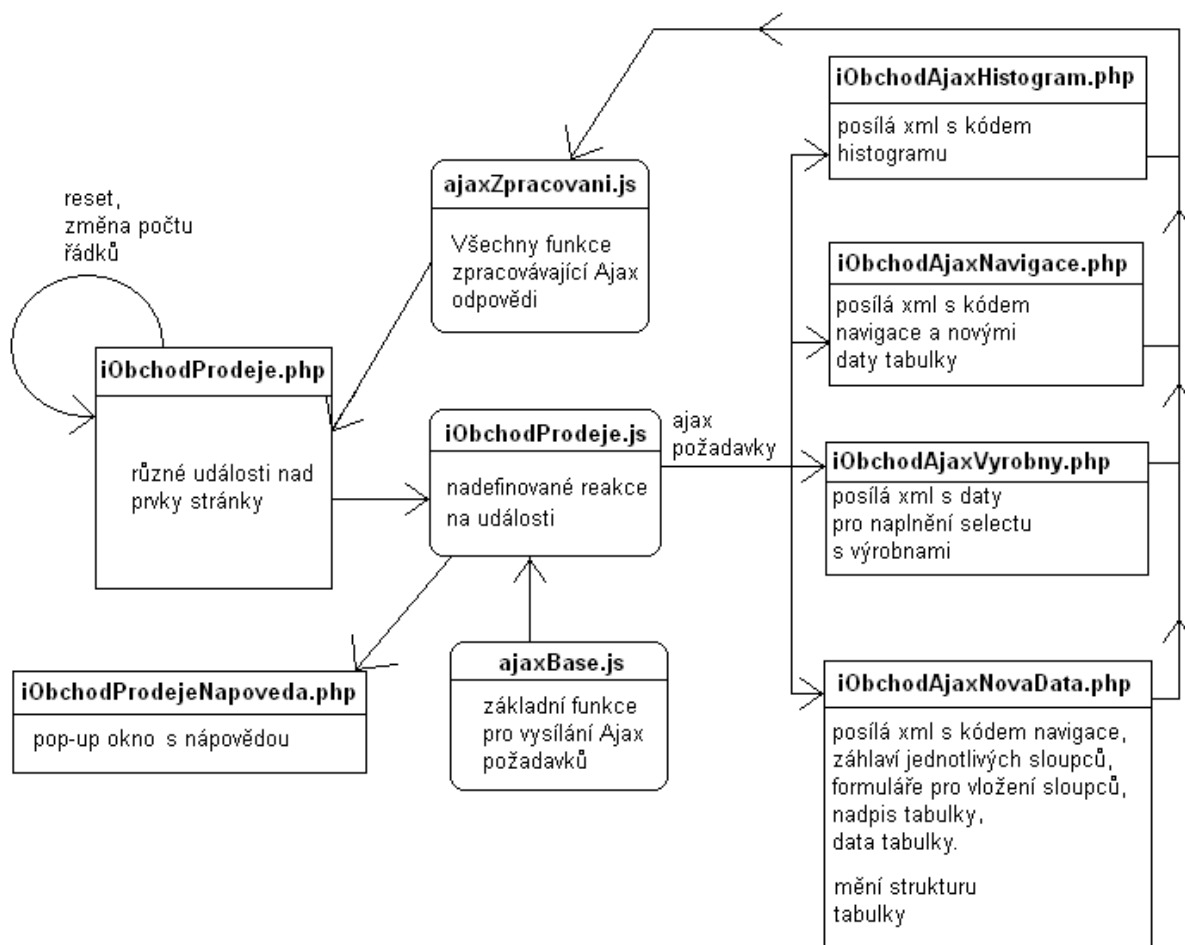 iObchodAjaxHistogram.php
posílá xml s kódem
histogramu
ajaxZpracovani.js
Všechny funkce
zpracovávající Ajax
odpovědi
reset,
změna počtu
řádků
iObchodAjaxNavigace.php
posílá xml s kódem
navigace a novými
daty tabulky
iObchodProdeje.php
různé události nad
prvky stránky
iObchodProdeje.js
nadefinované reakce
na události
ajax
požadavky
iObchodAjaxVyrobny.php
posílá xml s daty
pro naplnění selectu
s výrobnami
iObchodProdejeNapoveda.php
pop-up okno s nápovědou
ajaxBase.js
základní funkce
pro vysílání Ajax
požadavků
iObchodAjaxNovaData.php
posílá xml s kódem navigace,
záhlaví jednotlivých sloupců,
formuláře pro vložení sloupců,
nadpis tabulky,
data tabulky.
mění strukturu
tabulky